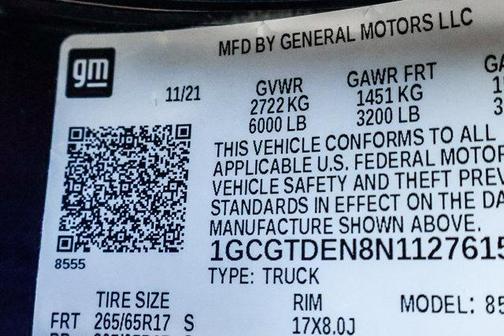 MFD BY GENERAL MOTORS LLC
gm
11/21
GVWR GAWR FRT
2722 KG 1451 KG
6000 LB 3200 LB
THIS VEHICLE CONFORMS TO ALL
APPLICABLE U.S. FEDERAL MOTOR
VEHICLE SAFETY AND THEFT PREV
STANDARDS IN EFFECT ON THE DA
MANUFACTURE SHOWN ABOVE.
1GCGTDEN8N1127615
8555
TYPE: TRUCK
TIRE SIZE RIM MODEL: 85
FRT 265/65R17 S 17X8.0J